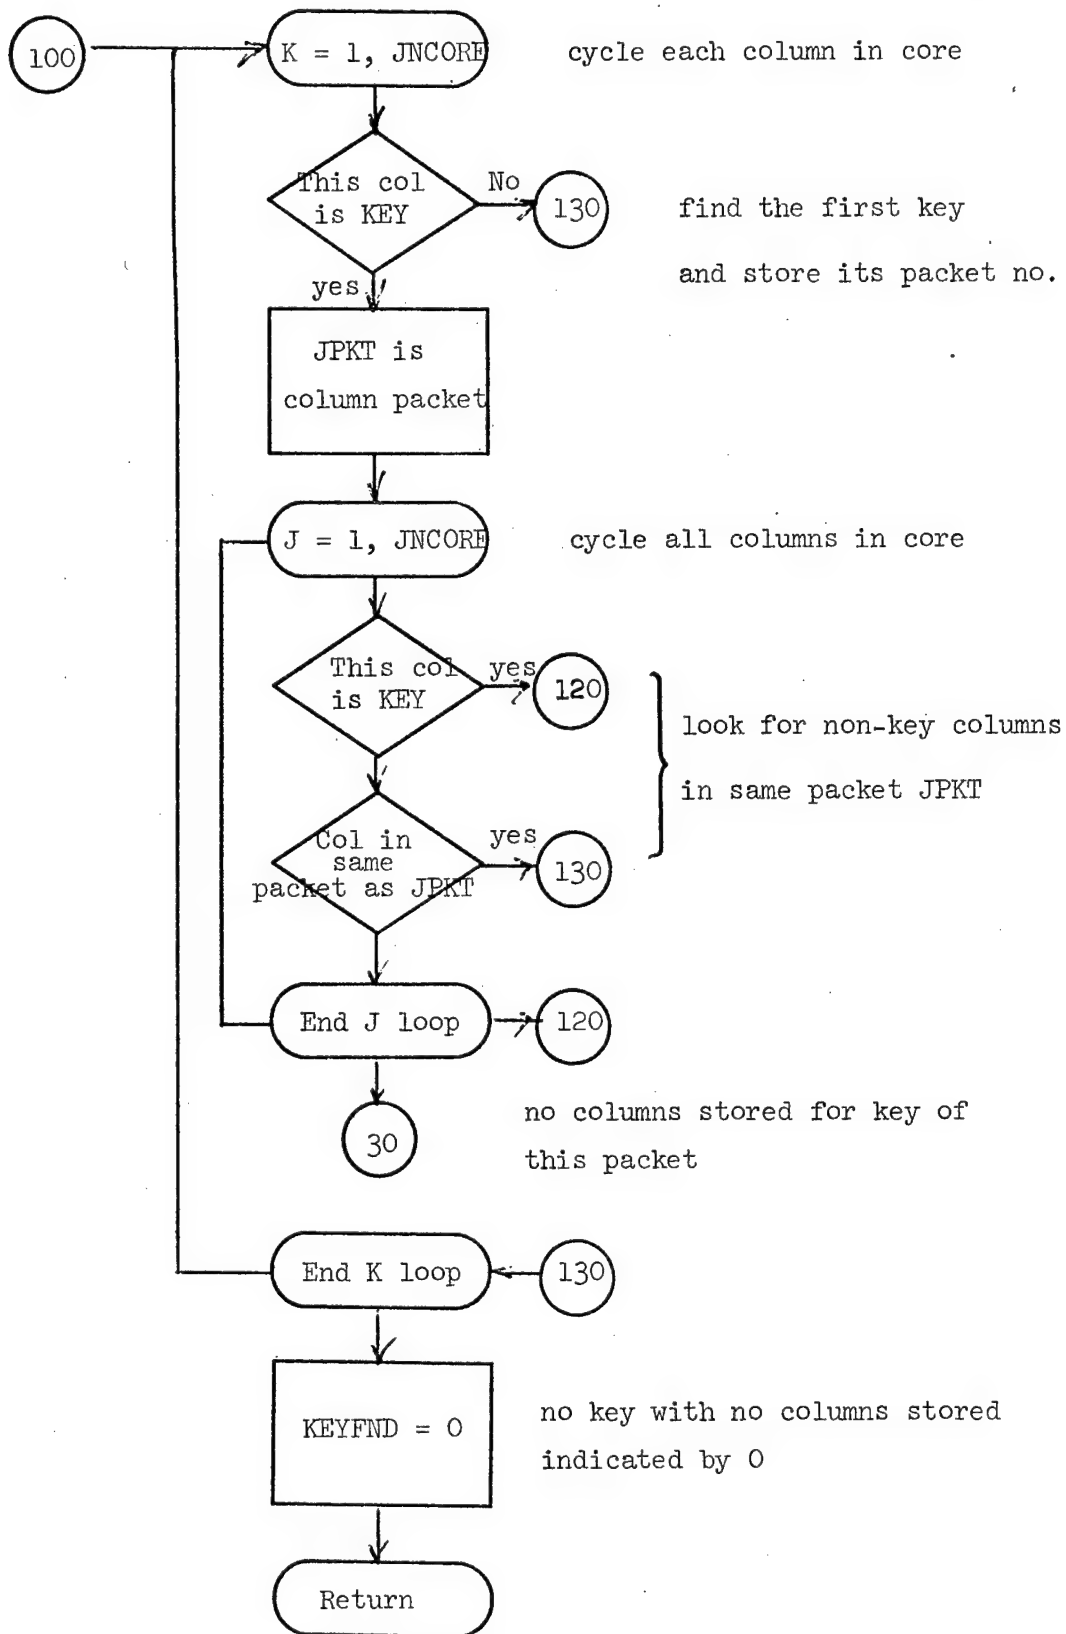 100
K = 1, JNCORE
cycle each column in core
This col
is KEY
No
130
find the first key
and store its packet no.
yes
JPKT is
column packet
J = 1, JNCORE
cycle all columns in core
This col
is KEY
yes
120
look for non-key columns
in same packet JPKT
Col in
same
packet as JPKT
yes
130
End J loop
120
30
no columns stored for key of
this packet
End K loop
130
KEYFND = 0
no key with no columns stored
indicated by 0
Return